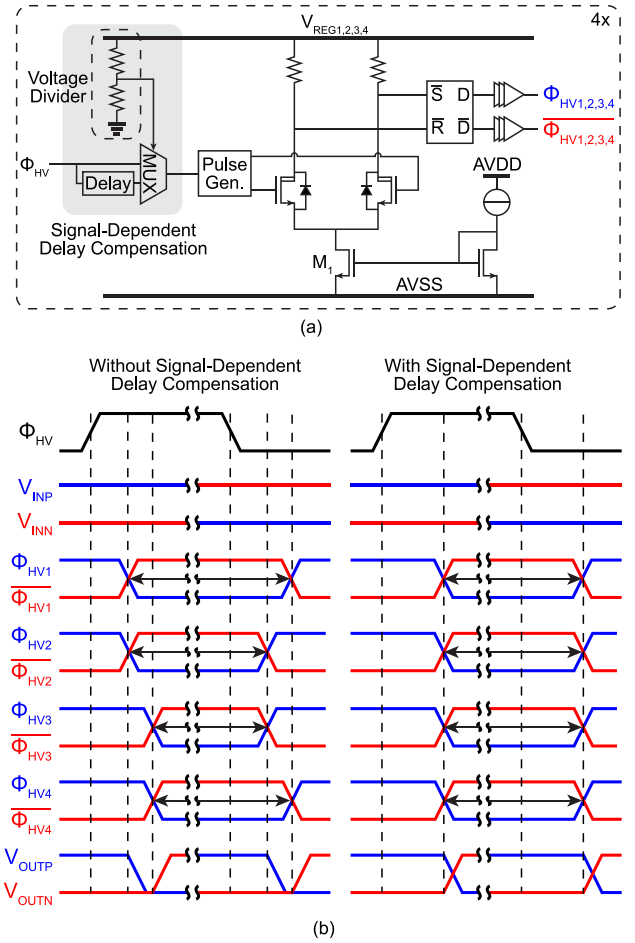 V_REG1,2,3,4
4x
Voltage
Divider
S̅ D
R̅ D̅
Φ_HV1,2,3,4
Φ̅_HV1,2,3,4
Φ_HV
Delay
MUX
Pulse
Gen.
AVDD
Signal-Dependent
Delay Compensation
M_1
AVSS
(a)
Without Signal-Dependent
Delay Compensation
With Signal-Dependent
Delay Compensation
Φ_HV
V_INP
V_INN
Φ_HV1
Φ̅_HV1
Φ_HV2
Φ̅_HV2
Φ_HV3
Φ̅_HV3
Φ_HV4
Φ̅_HV4
V_OUTP
V_OUTN
(b)